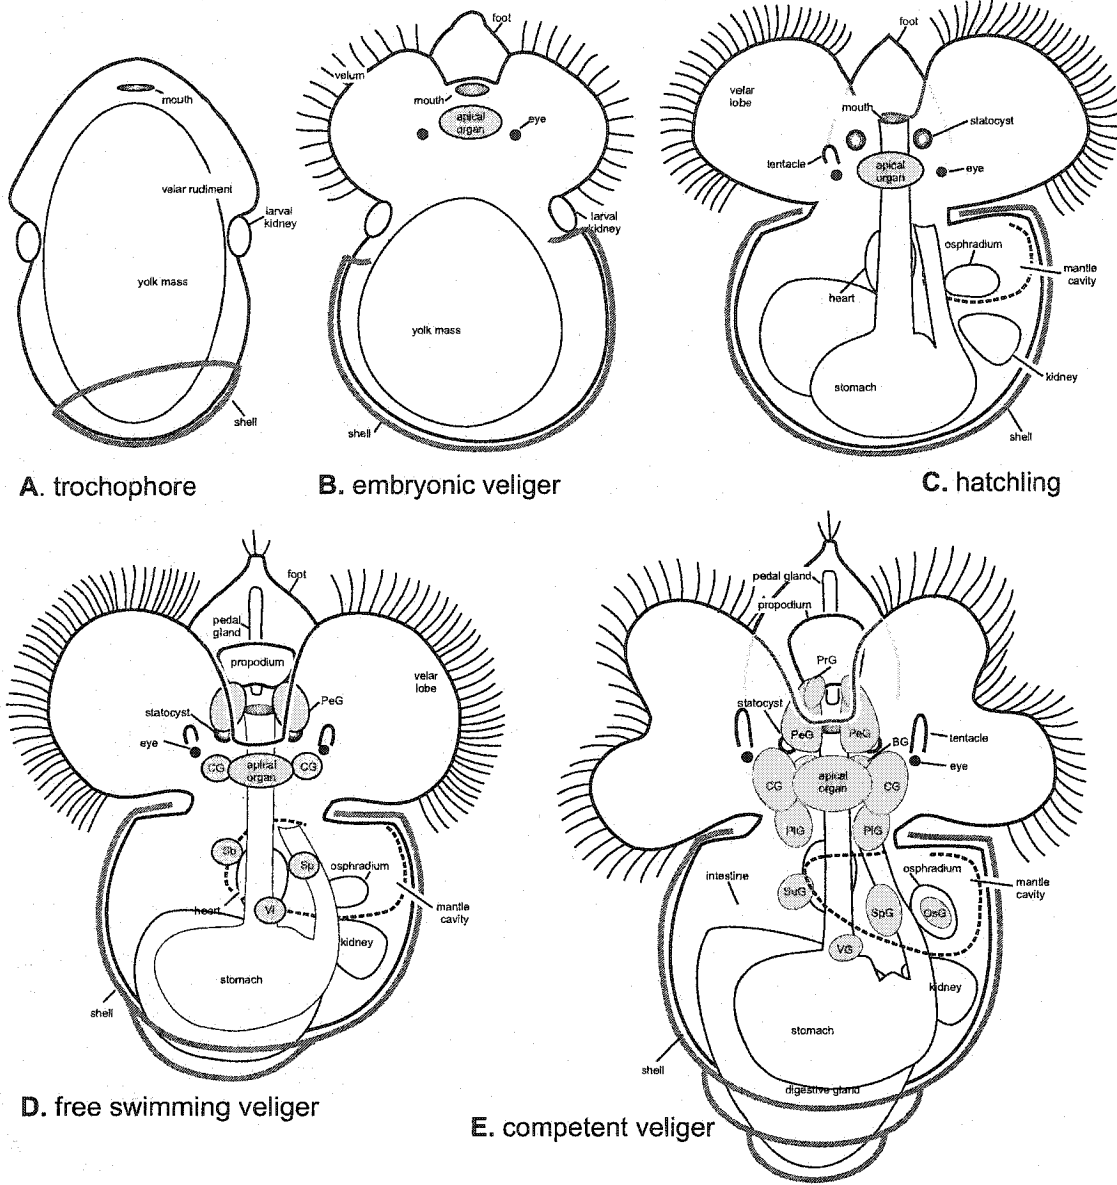 mouth
velar rudiment
larval
kidney
yolk mass
shell
A. trochophore
foot
velum
mouth
apical
organ
eye
larval
kidney
yolk mass
shell
B. embryonic veliger
foot
velar
lobe
mouth
statocyst
tentacle
apical
organ
eye
osphradium
mantle
cavity
heart
kidney
stomach
shell
C. hatchling
foot
pedal
gland
propodium
velar
lobe
PeG
statocyst
eye
CG
apical
organ
CG
Sb
Sp
osphradium
heart
Vi
mantle
cavity
kidney
stomach
shell
D. free swimming veliger
pedal gland
propodium
PrG
statocyst
PeG
PeG
BG
tentacle
eye
CG
apical
organ
CG
PlG
PlG
intestine
osphradium
mantle
cavity
SuG
SpG
OsG
VG
kidney
stomach
shell
digestive gland
E. competent veliger